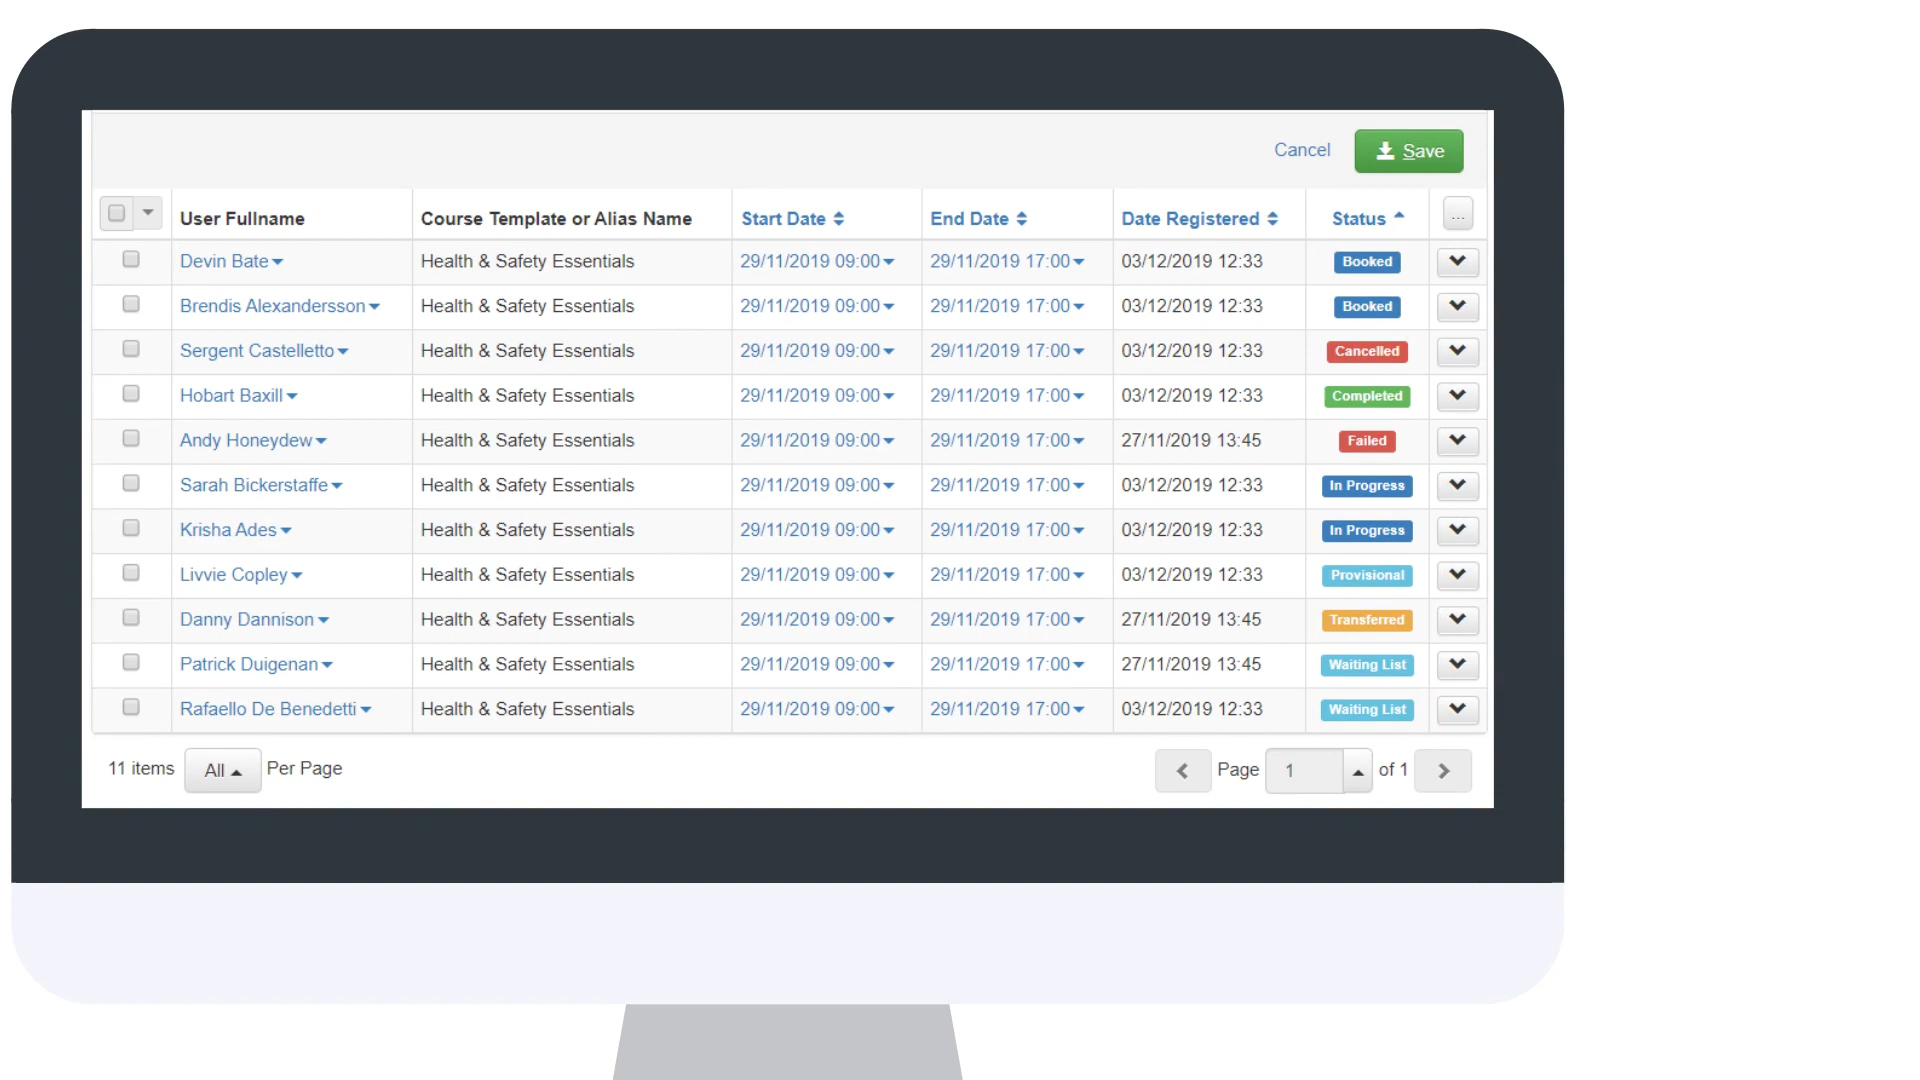 Cancel Save
User Fullname Course Template or Alias Name Start Date End Date Date Registered Status ...
Devin Bate Health & Safety Essentials 29/11/2019 09:00 29/11/2019 17:00 03/12/2019 12:33 Booked
Brendis Alexandersson Health & Safety Essentials 29/11/2019 09:00 29/11/2019 17:00 03/12/2019 12:33 Booked
Sergent Castelletto Health & Safety Essentials 29/11/2019 09:00 29/11/2019 17:00 03/12/2019 12:33 Cancelled
Hobart Baxill Health & Safety Essentials 29/11/2019 09:00 29/11/2019 17:00 03/12/2019 12:33 Completed
Andy Honeydew Health & Safety Essentials 29/11/2019 09:00 29/11/2019 17:00 27/11/2019 13:45 Failed
Sarah Bickerstaffe Health & Safety Essentials 29/11/2019 09:00 29/11/2019 17:00 03/12/2019 12:33 In Progress
Krisha Ades Health & Safety Essentials 29/11/2019 09:00 29/11/2019 17:00 03/12/2019 12:33 In Progress
Livvie Copley Health & Safety Essentials 29/11/2019 09:00 29/11/2019 17:00 03/12/2019 12:33 Provisional
Danny Dannison Health & Safety Essentials 29/11/2019 09:00 29/11/2019 17:00 27/11/2019 13:45 Transferred
Patrick Duigenan Health & Safety Essentials 29/11/2019 09:00 29/11/2019 17:00 27/11/2019 13:45 Waiting List
Rafaello De Benedetti Health & Safety Essentials 29/11/2019 09:00 29/11/2019 17:00 03/12/2019 12:33 Waiting List
11 items All Per Page Page 1 of 1